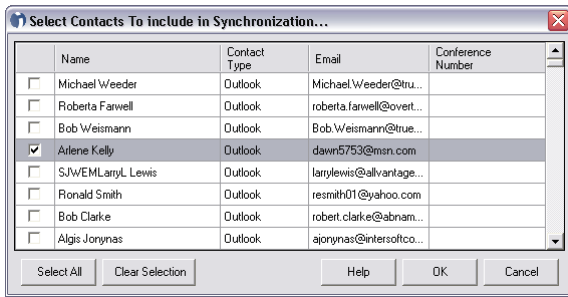 Select Contacts To include in Synchronization...
Name Contact Type Email Conference Number
Michael Weeder Outlook Michael.Weeder@tru...
Roberta Farwell Outlook roberta.farwell@overt...
Bob Weismann Outlook Bob.Weismann@true...
Arlene Kelly Outlook dawn5753@msn.com
SJWEMLarryL Lewis Outlook larrylewis@allvantage...
Ronald Smith Outlook resmith01@yahoo.com
Bob Clarke Outlook robert.clarke@abnam...
Algis Jonynas Outlook ajonynas@intersoftco...
Select All Clear Selection Help OK Cancel